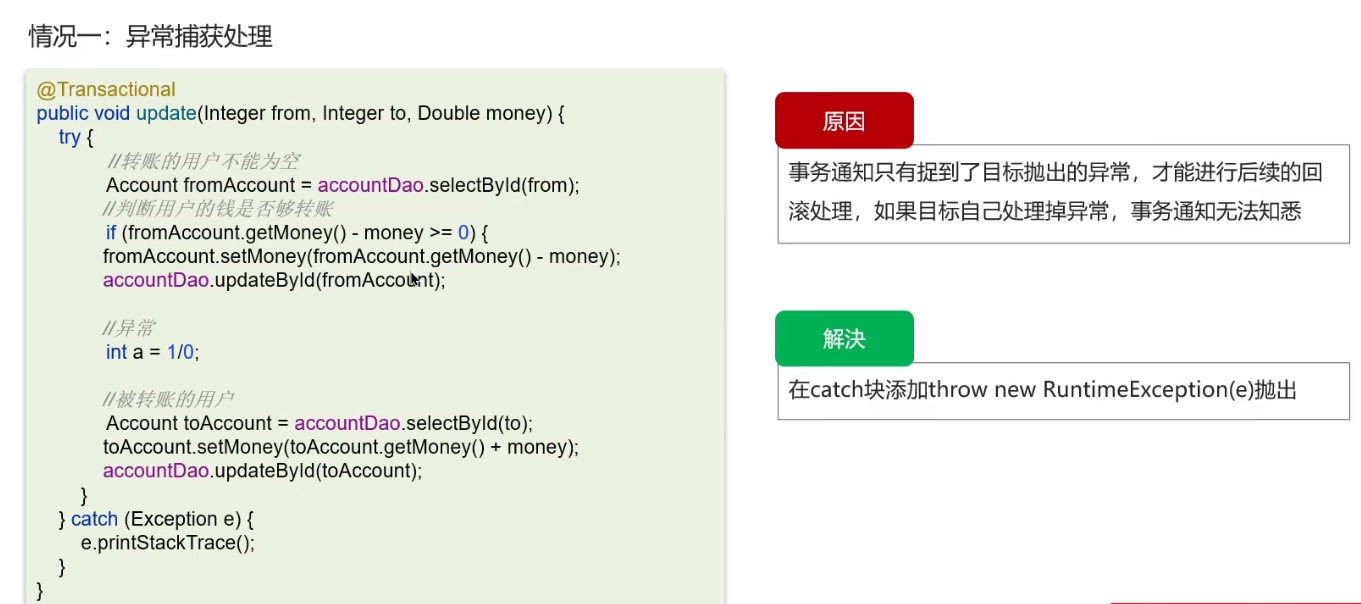 情况一：异常捕获处理
@Transactional
public void update(Integer from, Integer to, Double money) {
try {
//转账的用户不能为空
Account fromAccount = accountDao.selectById(from);
//判断用户的钱是否够转账
if (fromAccount.getMoney() - money >= 0) {
fromAccount.setMoney(fromAccount.getMoney() - money);
accountDao.updateById(fromAccount);
//异常
int a = 1/0;
//被转账的用户
Account toAccount = accountDao.selectById(to);
toAccount.setMoney(toAccount.getMoney() + money);
accountDao.updateById(toAccount);
}
} catch (Exception e) {
e.printStackTrace();
}
}
原因
事务通知只有捉到了目标抛出的异常，才能进行后续的回
滚处理，如果目标自己处理掉异常，事务通知无法知悉
解决
在catch块添加throw new RuntimeException(e)抛出